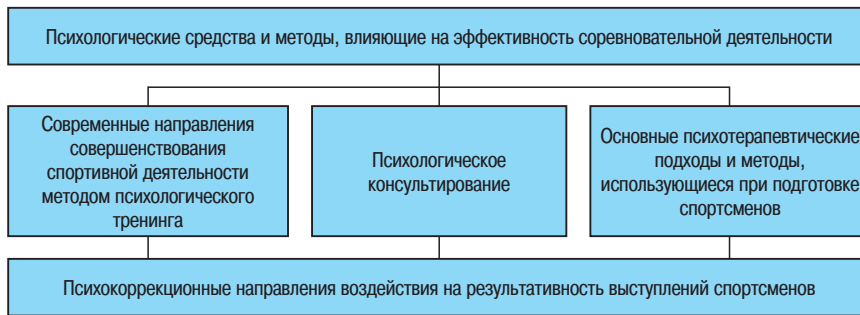 Психологические средства и методы, влияющие на эффективность соревновательной деятельности
Современные направления
совершенствования
спортивной деятельности
методом психологического
тренинга
Психологическое
консультирование
Основные психотерапевтические
подходы и методы,
использующиеся при подготовке
спортсменов
Психокоррекционные направления воздействия на результативность выступлений спортсменов